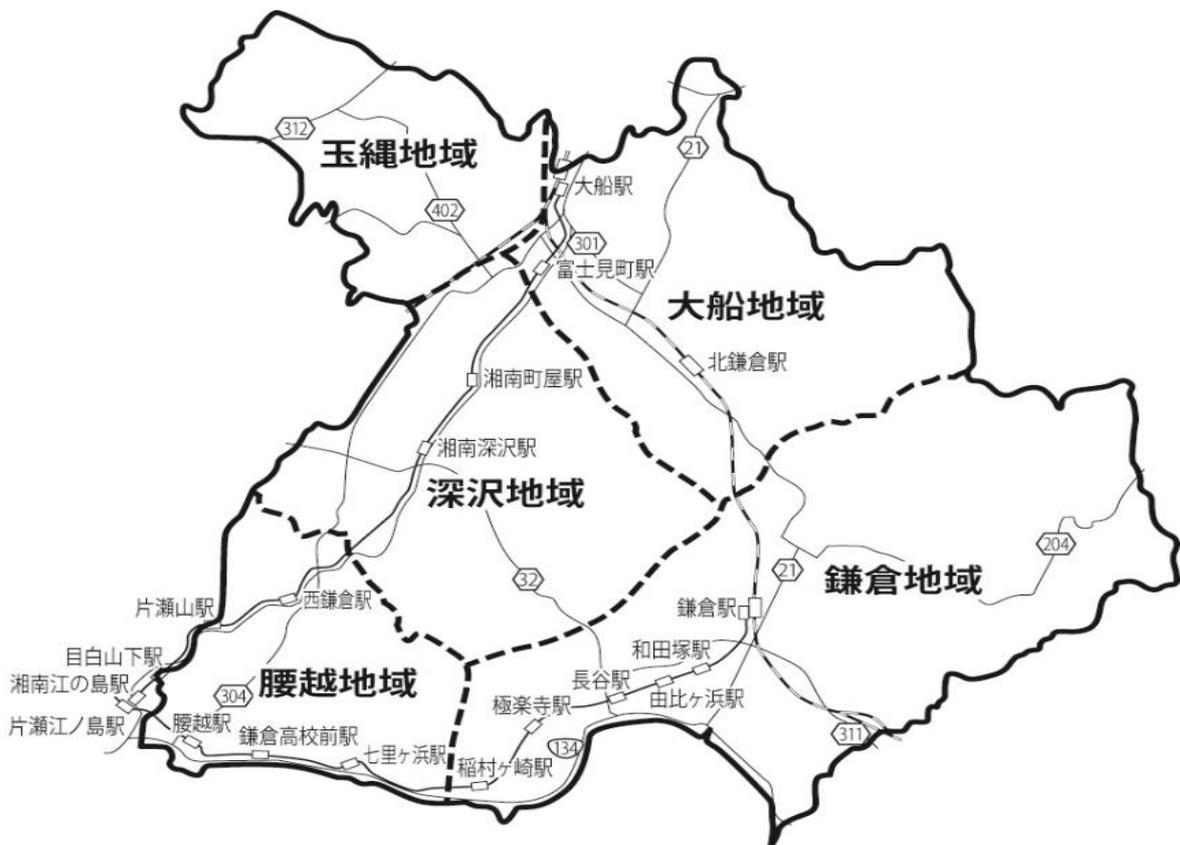 312
玉縄地域
21
大船駅
402
301
富士見町駅
大船地域
北鎌倉駅
湘南町屋駅
湘南深沢駅
深沢地域
204
32
21
鎌倉地域
片瀬山駅
西鎌倉駅
鎌倉駅
目白山下駅
和田塚駅
湘南江の島駅
304
腰越地域
長谷駅
由比ヶ浜駅
片瀬江ノ島駅
腰越駅
極楽寺駅
鎌倉高校前駅
七里ヶ浜駅
134
311
稲村ヶ崎駅